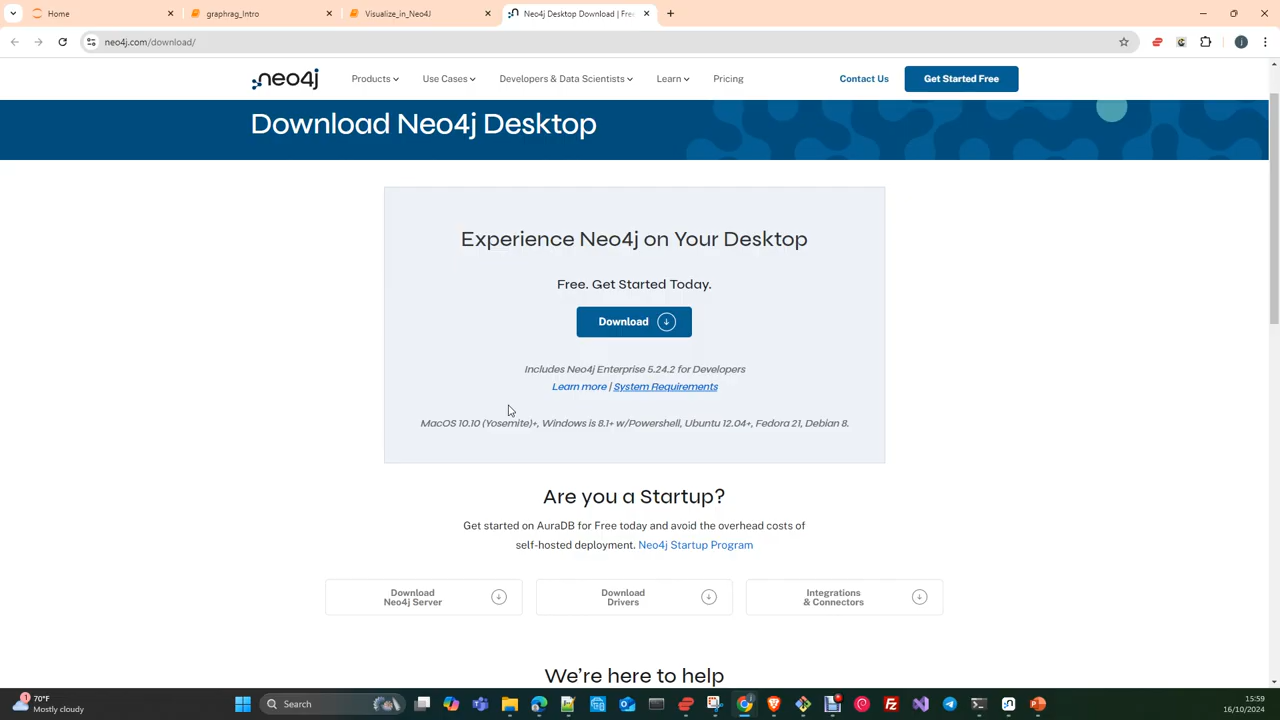 Home
graphrag_Intro
Visualize_in_Neo4J
Neo4j Desktop Download | Fre
neo4j.com/download/
neo4j
Products
Use Cases
Developers & Data Scientists
Learn
Pricing
Contact Us
Get Started Free
Download Neo4j Desktop
Experience Neo4j on Your Desktop
Free. Get Started Today.
Download
Includes Neo4j Enterprise 5.24.2 for Developers
Learn more | System Requirements
MacOS 10.10 (Yosemite)+, Windows is 8.1+ w/Powershell, Ubuntu 12.04+, Fedora 21, Debian 8.
Are you a Startup?
Get started on AuraDB for Free today and avoid the overhead costs of
self-hosted deployment. Neo4j Startup Program
Download
Neo4j Server
Download
Drivers
Integrations
& Connectors
We're here to help
70°F
Mostly cloudy
Search
15:59
16/10/2024